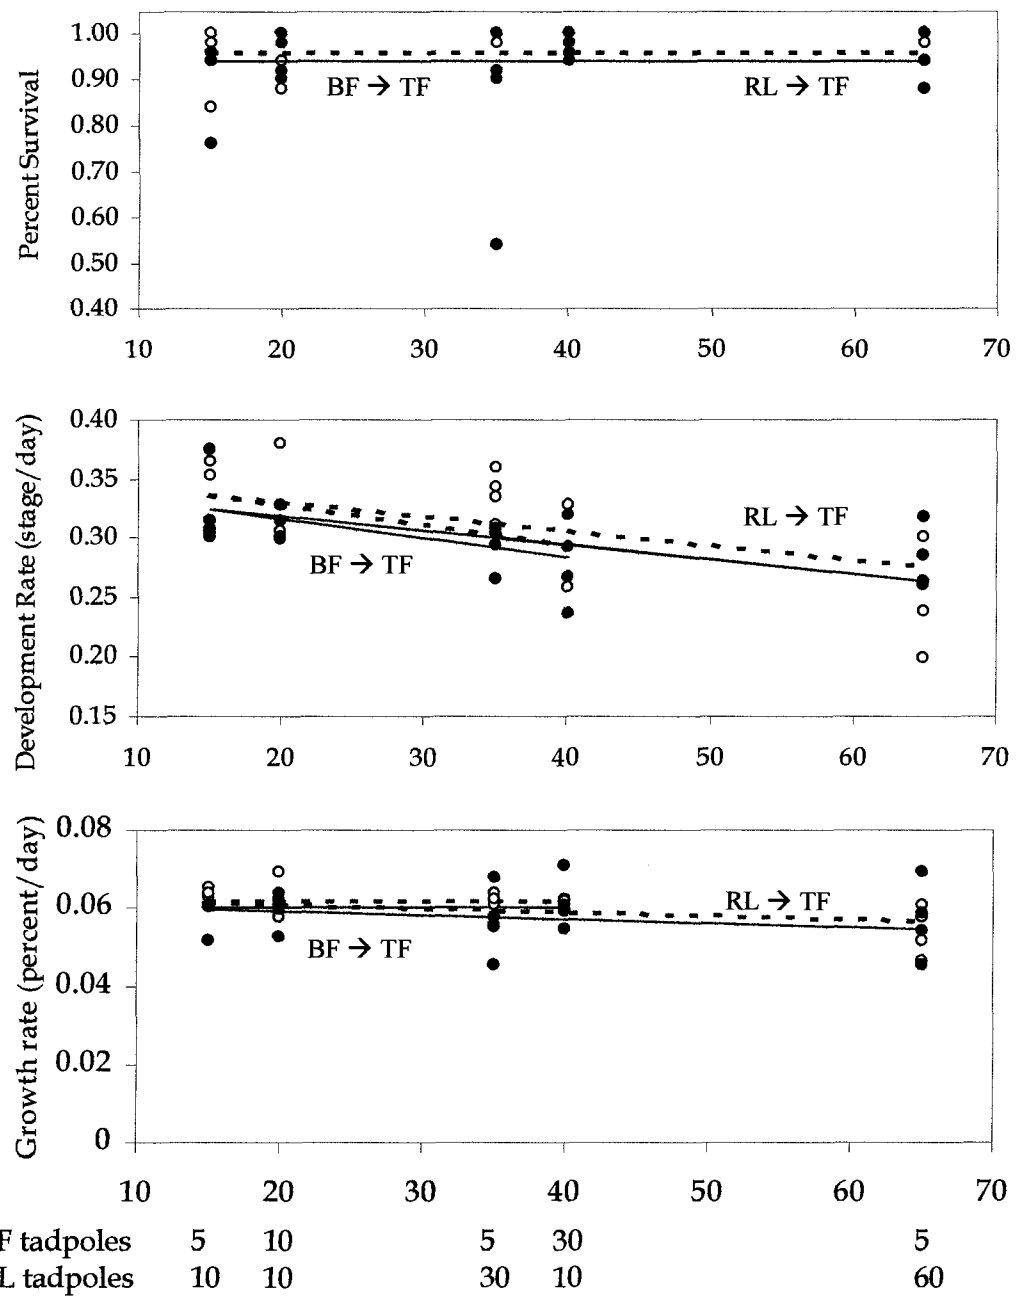 Percent Survival
1.00
0.90
0.80
0.70
0.60
0.50
0.40
BF → TF
RL → TF
10 20 30 40 50 60 70
Development Rate (stage/day)
0.40
0.35
0.30
0.25
0.20
0.15
RL → TF
BF → TF
10 20 30 40 50 60 70
Growth rate (percent/day)
0.08
0.06
0.04
0.02
0
RL → TF
BF → TF
10 20 30 40 50 60 70
F tadpoles 5 10 5 30 5
L tadpoles 10 10 30 10 60